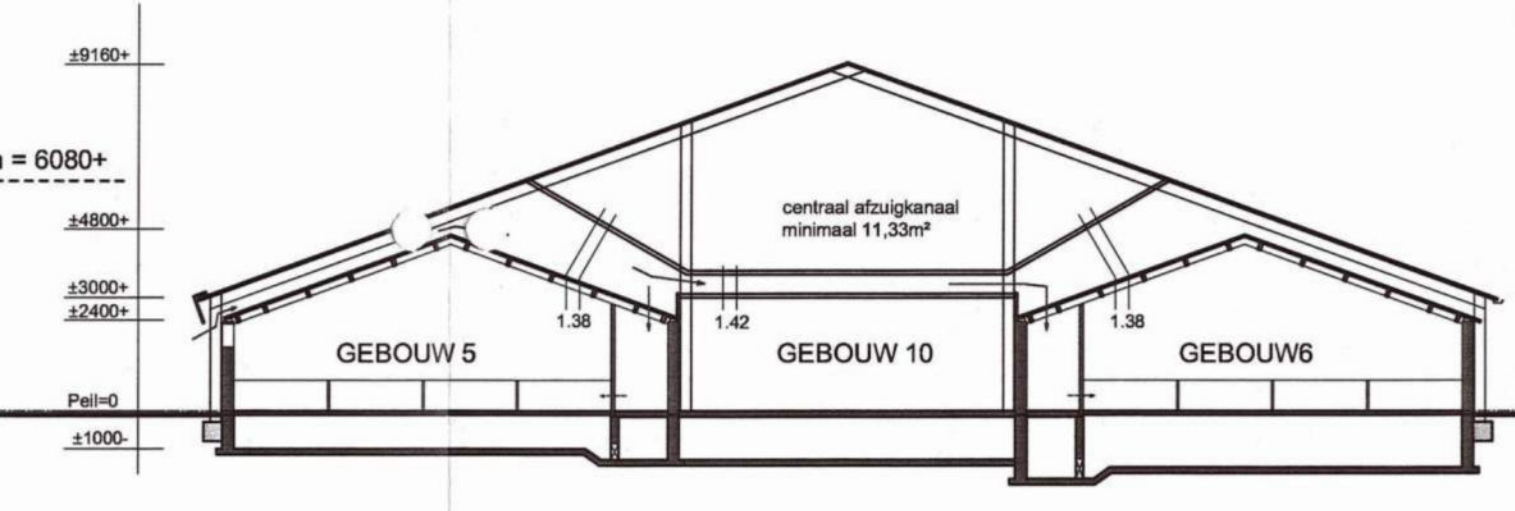 ±9160+
= 6080+
±4800+
centraal afzuigkanaal
minimaal 11,33m²
±3000+
±2400+
1.38
1.42
1.38
GEBOUW 5
GEBOUW 10
GEBOUW6
Peil=0
±1000-